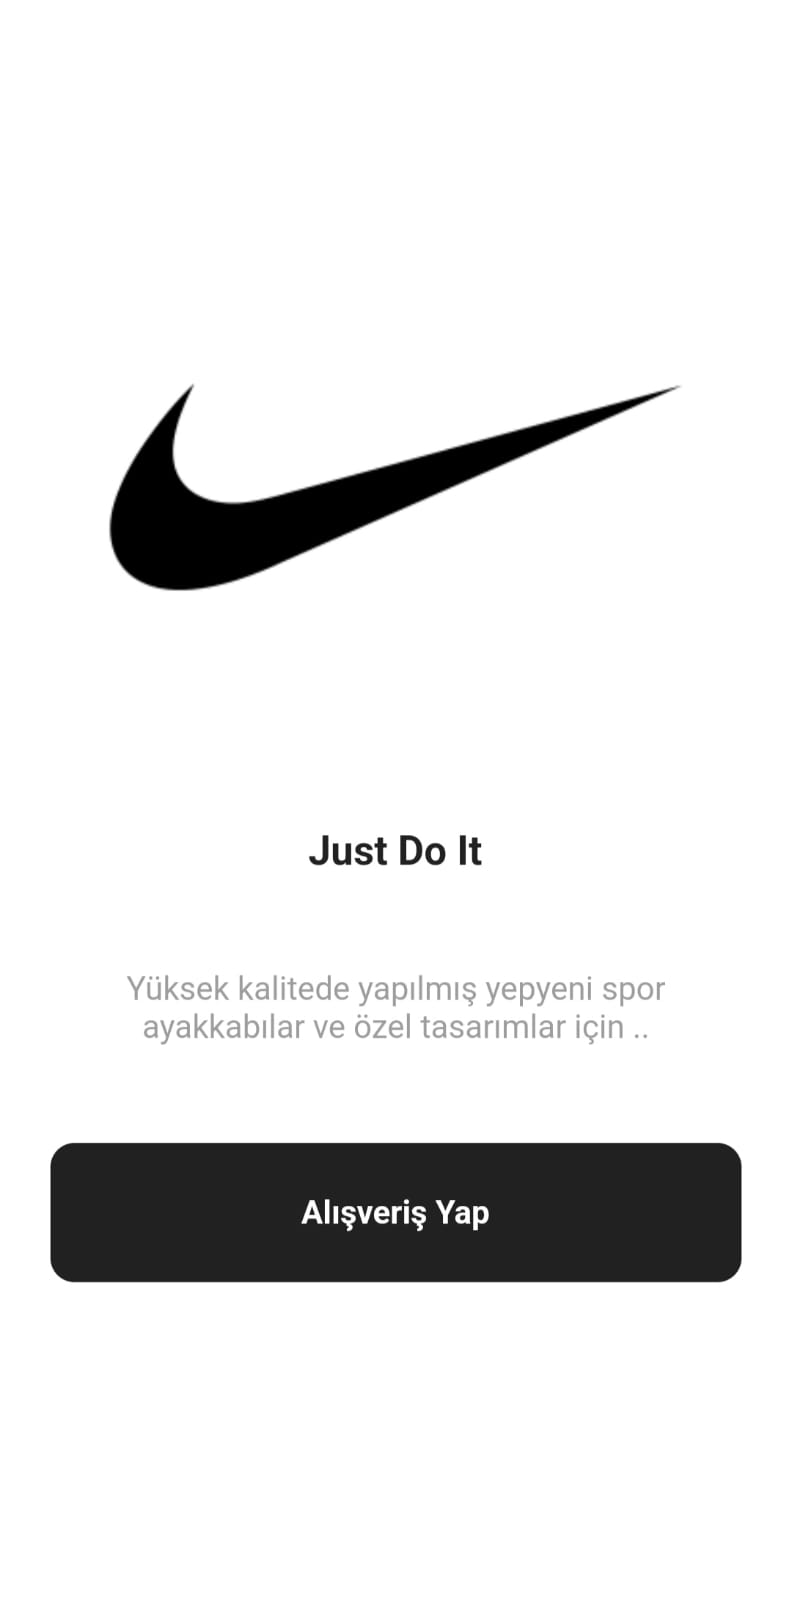 Just Do It
Yüksek kalitede yapılmış yepyeni spor
ayakkabılar ve özel tasarımlar için ..
Alışveriş Yap